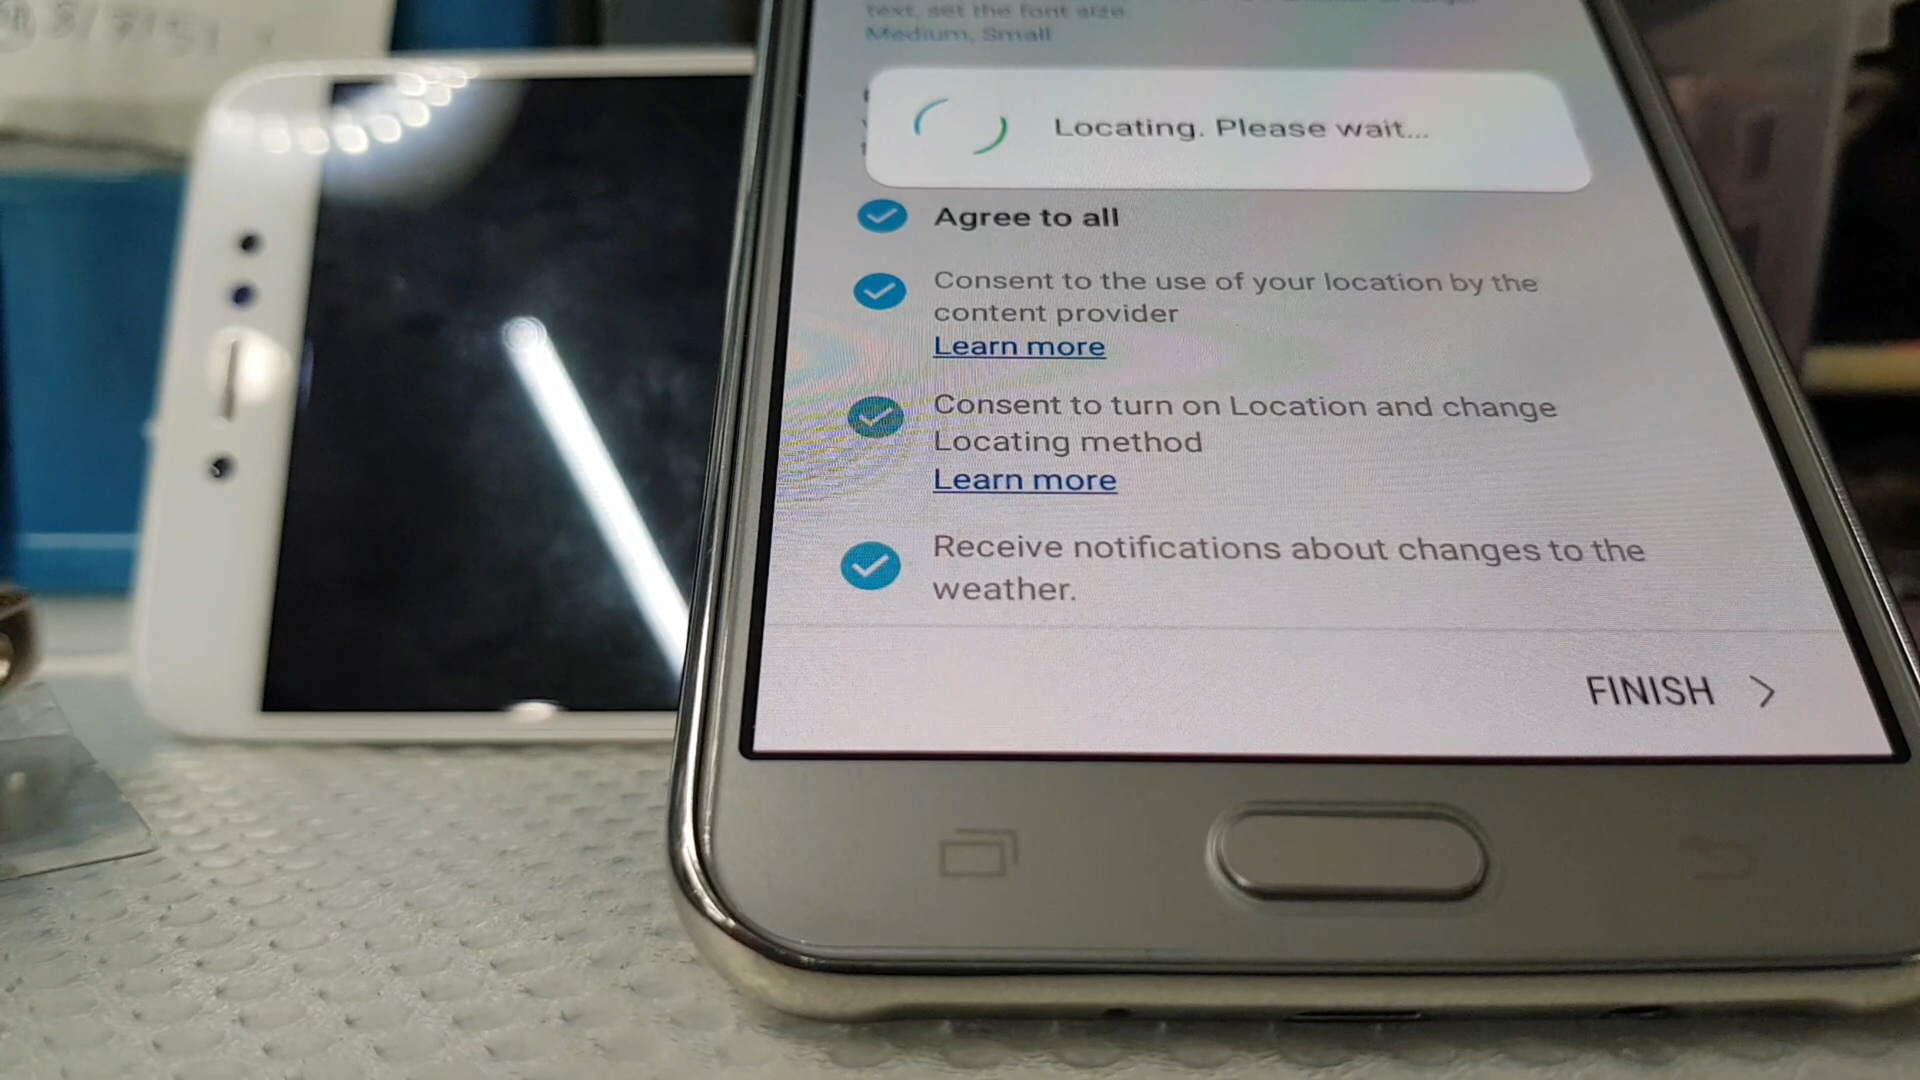 text, set the font size.
Medium, Small
Locating. Please wait...
Agree to all
Consent to the use of your location by the
content provider
Learn more
Consent to turn on Location and change
Locating method
Learn more
Receive notifications about changes to the
weather.
FINISH